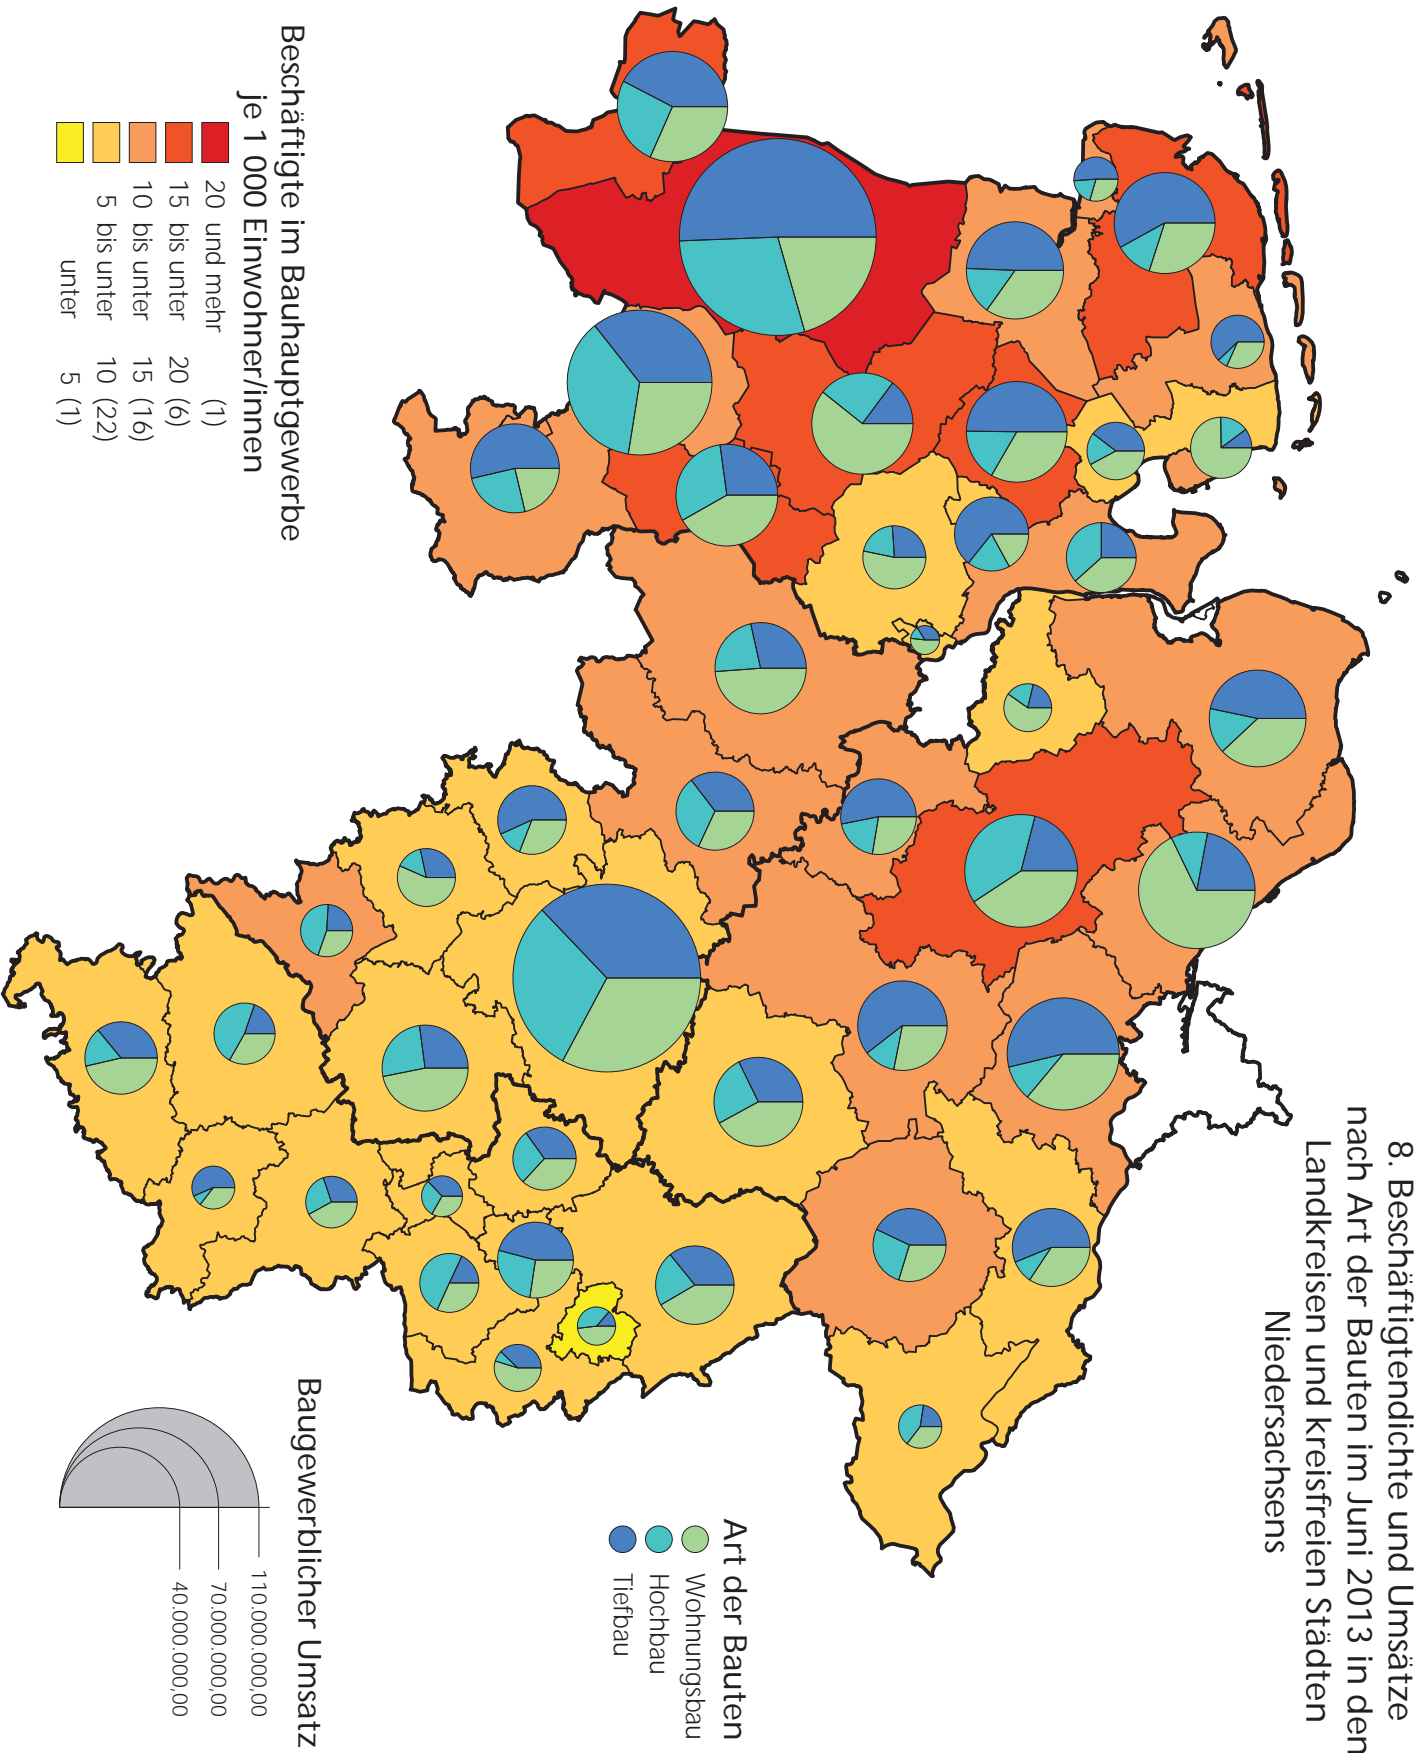 8. Beschäftigtendichte und Umsätze
nach Art der Bauten im Juni 2013 in den
Landkreisen und kreisfreien Städten
Niedersachsens
Beschäftigte im Bauhauptgewerbe
je 1 000 Einwohner/innen
20 und mehr (1)
15 bis unter 20 (6)
10 bis unter 15 (16)
5 bis unter 10 (22)
unter 5 (1)
Art der Bauten
Wohnungsbau
Hochbau
Tiefbau
Baugewerblicher Umsatz
110.000.000,00
70.000.000,00
40.000.000,00